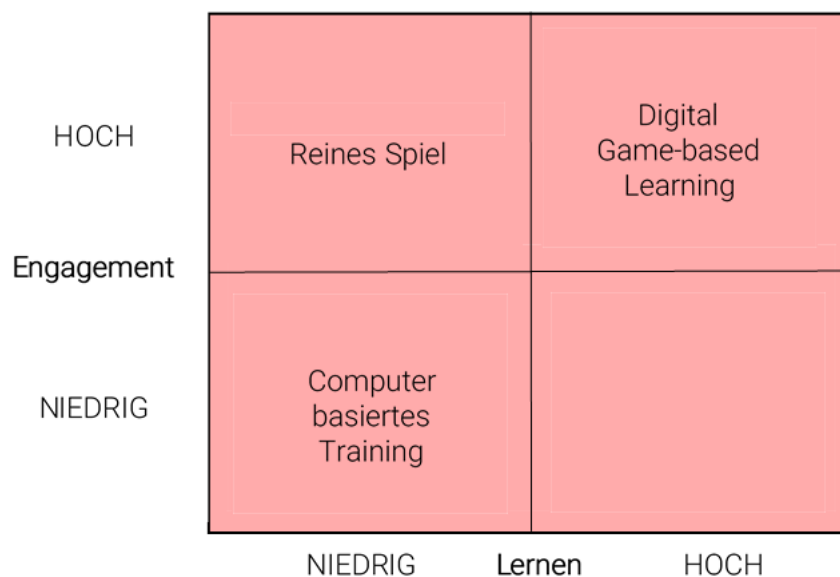 HOCH
Reines Spiel
Digital
Game-based
Learning
Engagement
NIEDRIG
Computer
basiertes
Training
NIEDRIG
Lernen
HOCH